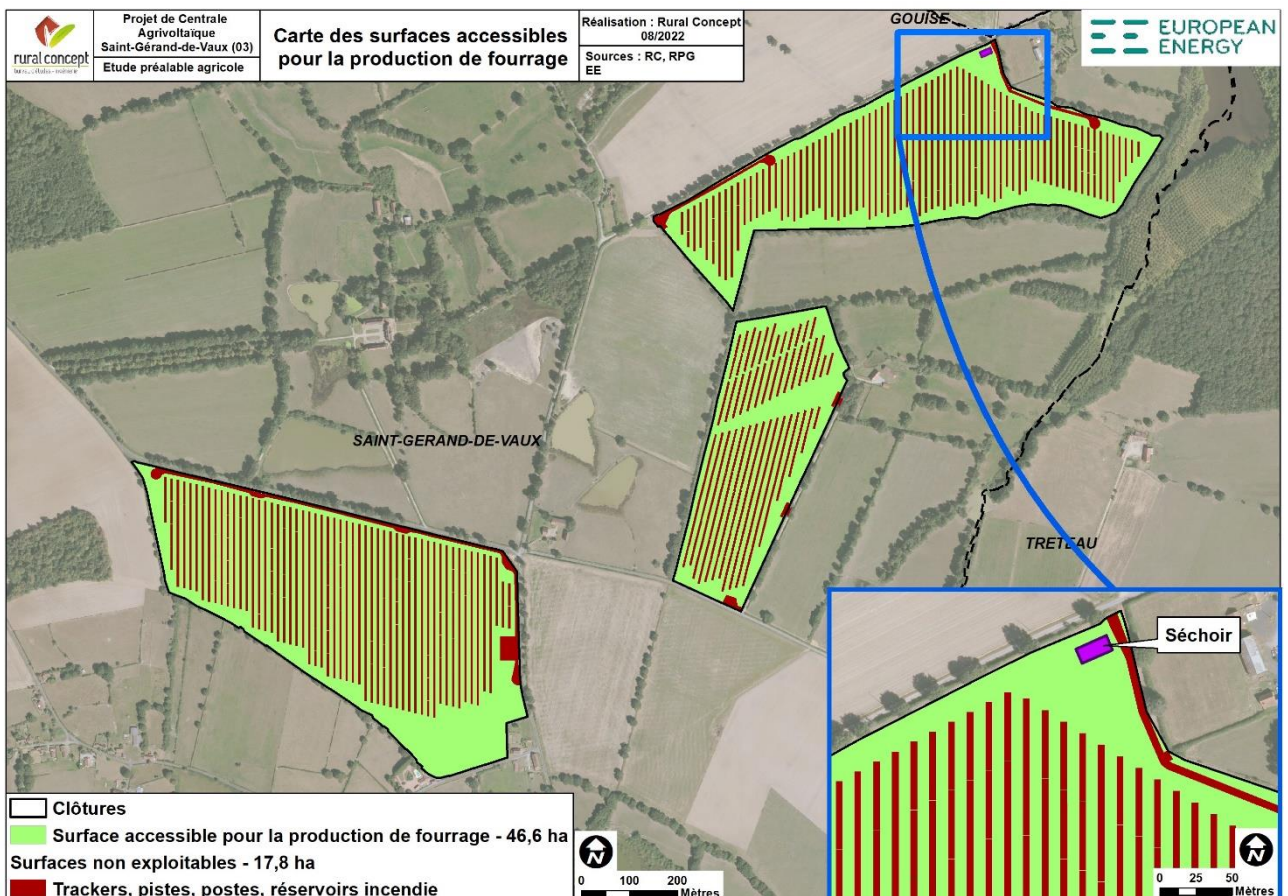 rural concept
bureau d'études - ingénierie
Projet de Centrale
Agrivoltaïque
Saint-Gérand-de-Vaux (03)
Etude préalable agricole
Carte des surfaces accessibles
pour la production de fourrage
Réalisation : Rural Concept
08/2022
Sources : RC, RPG
EE
GOUISE
EUROPEAN
ENERGY
SAINT-GERAND-DE-VAUX
TRETEAU
Séchoir
Clôtures
Surface accessible pour la production de fourrage - 46,6 ha
Surfaces non exploitables - 17,8 ha
Trackers, pistes, postes, réservoirs incendie
N
0 100 200
Mètres
N
0 25 50
Mètres